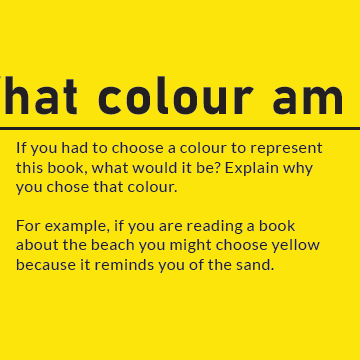 hat colour am
If you had to choose a colour to represent
this book, what would it be? Explain why
you chose that colour.
For example, if you are reading a book
about the beach you might choose yellow
because it reminds you of the sand.